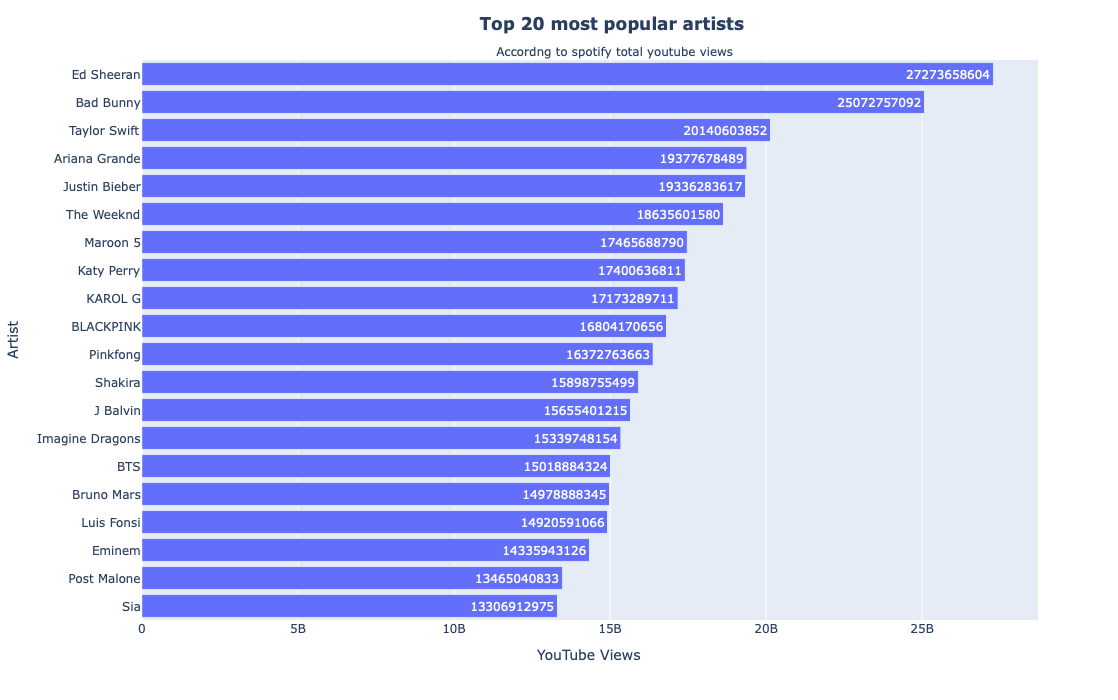 Top 20 most popular artists
Accordng to spotify total youtube views
Ed Sheeran 27273658604
Bad Bunny 25072757092
Taylor Swift 20140603852
Ariana Grande 19377678489
Justin Bieber 19336283617
The Weeknd 18635601580
Maroon 5 17465688790
Katy Perry 17400636811
KAROL G 17173289711
BLACKPINK 16804170656
Pinkfong 16372763663
Shakira 15898755499
J Balvin 15655401215
Imagine Dragons 15339748154
BTS 15018884324
Bruno Mars 14978888345
Luis Fonsi 14920591066
Eminem 14335943126
Post Malone 13465040833
Sia 13306912975
0 5B 10B 15B 20B 25B
YouTube Views
Artist